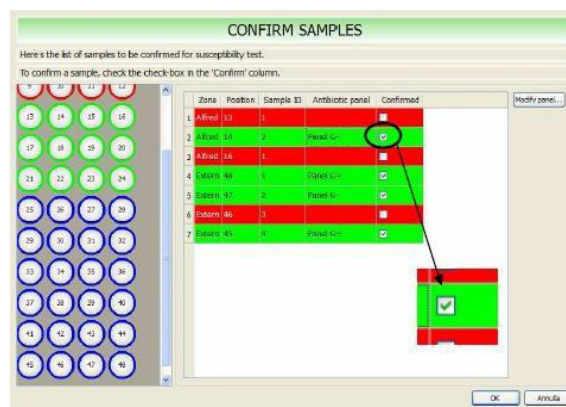 CONFIRM SAMPLES
Here's the list of samples to be confirmed for susceptibility test.
To confirm a sample, check the check-box in the 'Confirm' column.
9 10 11 12
13 14 15 16
17 18 19 20
21 22 23 24
25 26 27 28
29 30 31 32
33 34 35 36
37 38 39 40
41 42 43 44
45 46 47 48
Zone Position Sample ID Antibiotic panel Confirmed
1 Alfred 13 1
2 Alfred 14 2 Panel G-
3 Alfred 16 1
4 Extern 48 1 Panel G+
5 Extern 47 2 Panel G-
6 Extern 46 3
7 Extern 45 4 Panel G+
Modify panel...
OK Annulla